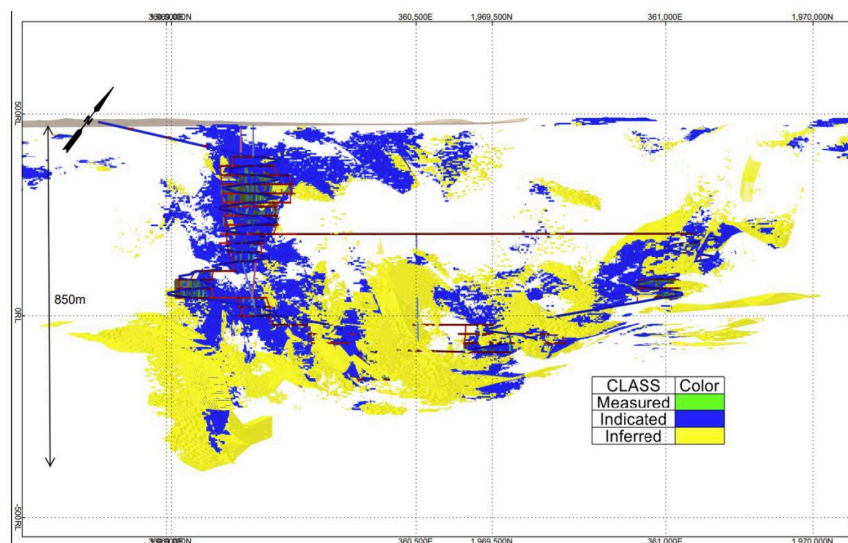 360,500E 1,969,500N 361,000E 1,970,000N
500RL
850m
0RL
CLASS Color
Measured
Indicated
Inferred
-500RL
360,500E 1,969,500N 361,000E 1,970,000N